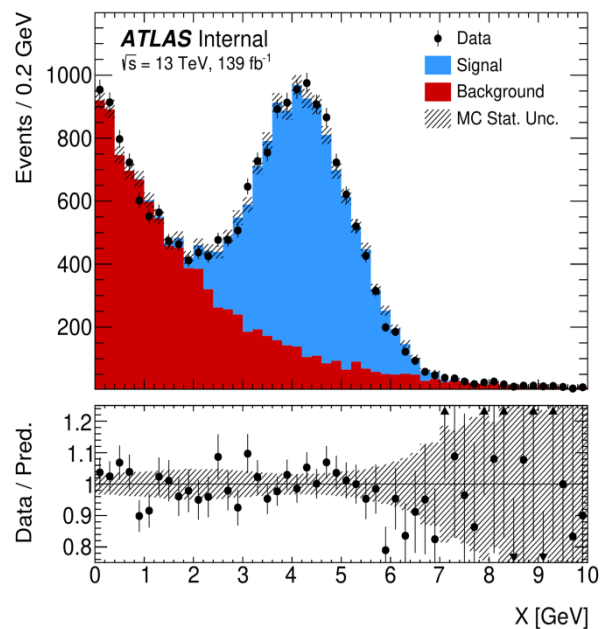 ATLAS Internal
√s = 13 TeV, 139 fb⁻¹
Data
Signal
Background
MC Stat. Unc.
Events / 0.2 GeV
1000
800
600
400
200
Data / Pred.
1.2
1.1
1
0.9
0.8
0 1 2 3 4 5 6 7 8 9 10
X [GeV]